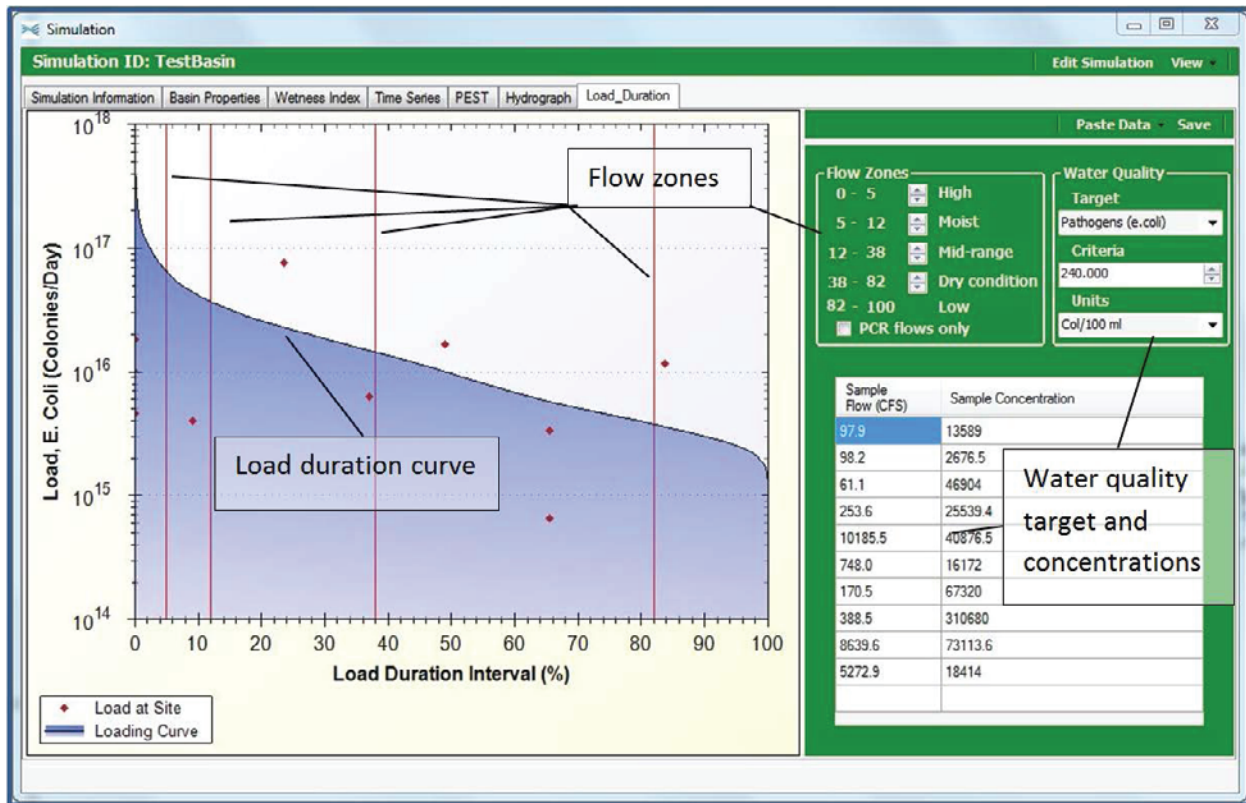 Simulation
Simulation ID: TestBasin
Edit Simulation View
Simulation Information Basin Properties Wetness Index Time Series PEST Hydrograph Load_Duration
Load, E. Coli (Colonies/Day)
10^18
10^17
10^16
10^15
10^14
0 10 20 30 40 50 60 70 80 90 100
Load Duration Interval (%)
Flow zones
Load duration curve
Load at Site
Loading Curve
Paste Data Save
Flow Zones
0 - 5 High
5 - 12 Moist
12 - 38 Mid-range
38 - 82 Dry condition
82 - 100 Low
PCR flows only
Water Quality
Target
Pathogens (e.coli)
Criteria
240.000
Units
Col/100 ml
Sample
Flow (CFS) Sample Concentration
97.9 13589
98.2 2676.5
61.1 46904
253.6 25539.4
10185.5 40876.5
748.0 16172
170.5 67320
388.5 310680
8639.6 73113.6
5272.9 18414
Water quality
target and
concentrations